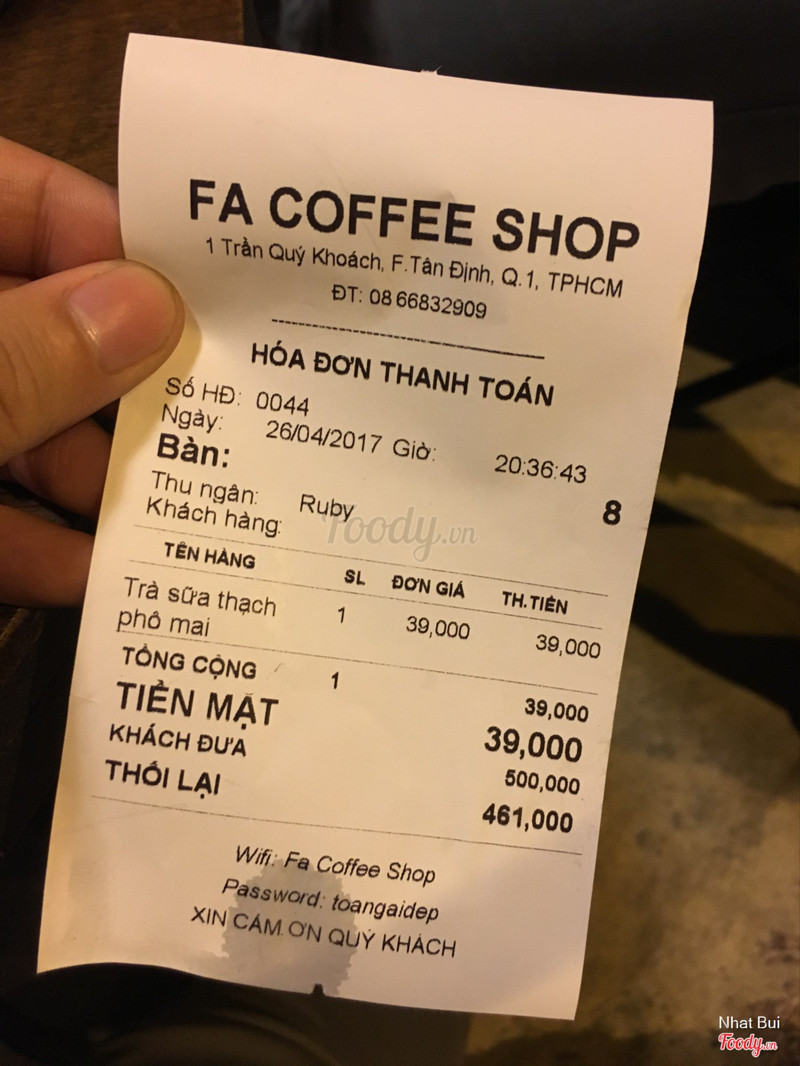 FA COFFEE SHOP
1 Trần Quý Khoách, F.Tân Định, Q.1, TPHCM
ĐT: 08 66832909
HÓA ĐƠN THANH TOÁN
Số HĐ: 0044
Ngày: 26/04/2017 Giờ: 20:36:43
Bàn: 8
Thu ngân: Ruby
Khách hàng:
TÊN HÀNG SL ĐƠN GIÁ TH.TIỀN
Trà sữa thạch 1 39,000 39,000
phô mai
TỔNG CỘNG 1 39,000
TIỀN MẶT 39,000
KHÁCH ĐƯA 500,000
THỐI LẠI 461,000
Wifi: Fa Coffee Shop
Password: toangaidep
XIN CÁM ƠN QUÝ KHÁCH
Foody.vn
Nhat Bui
Foody.vn